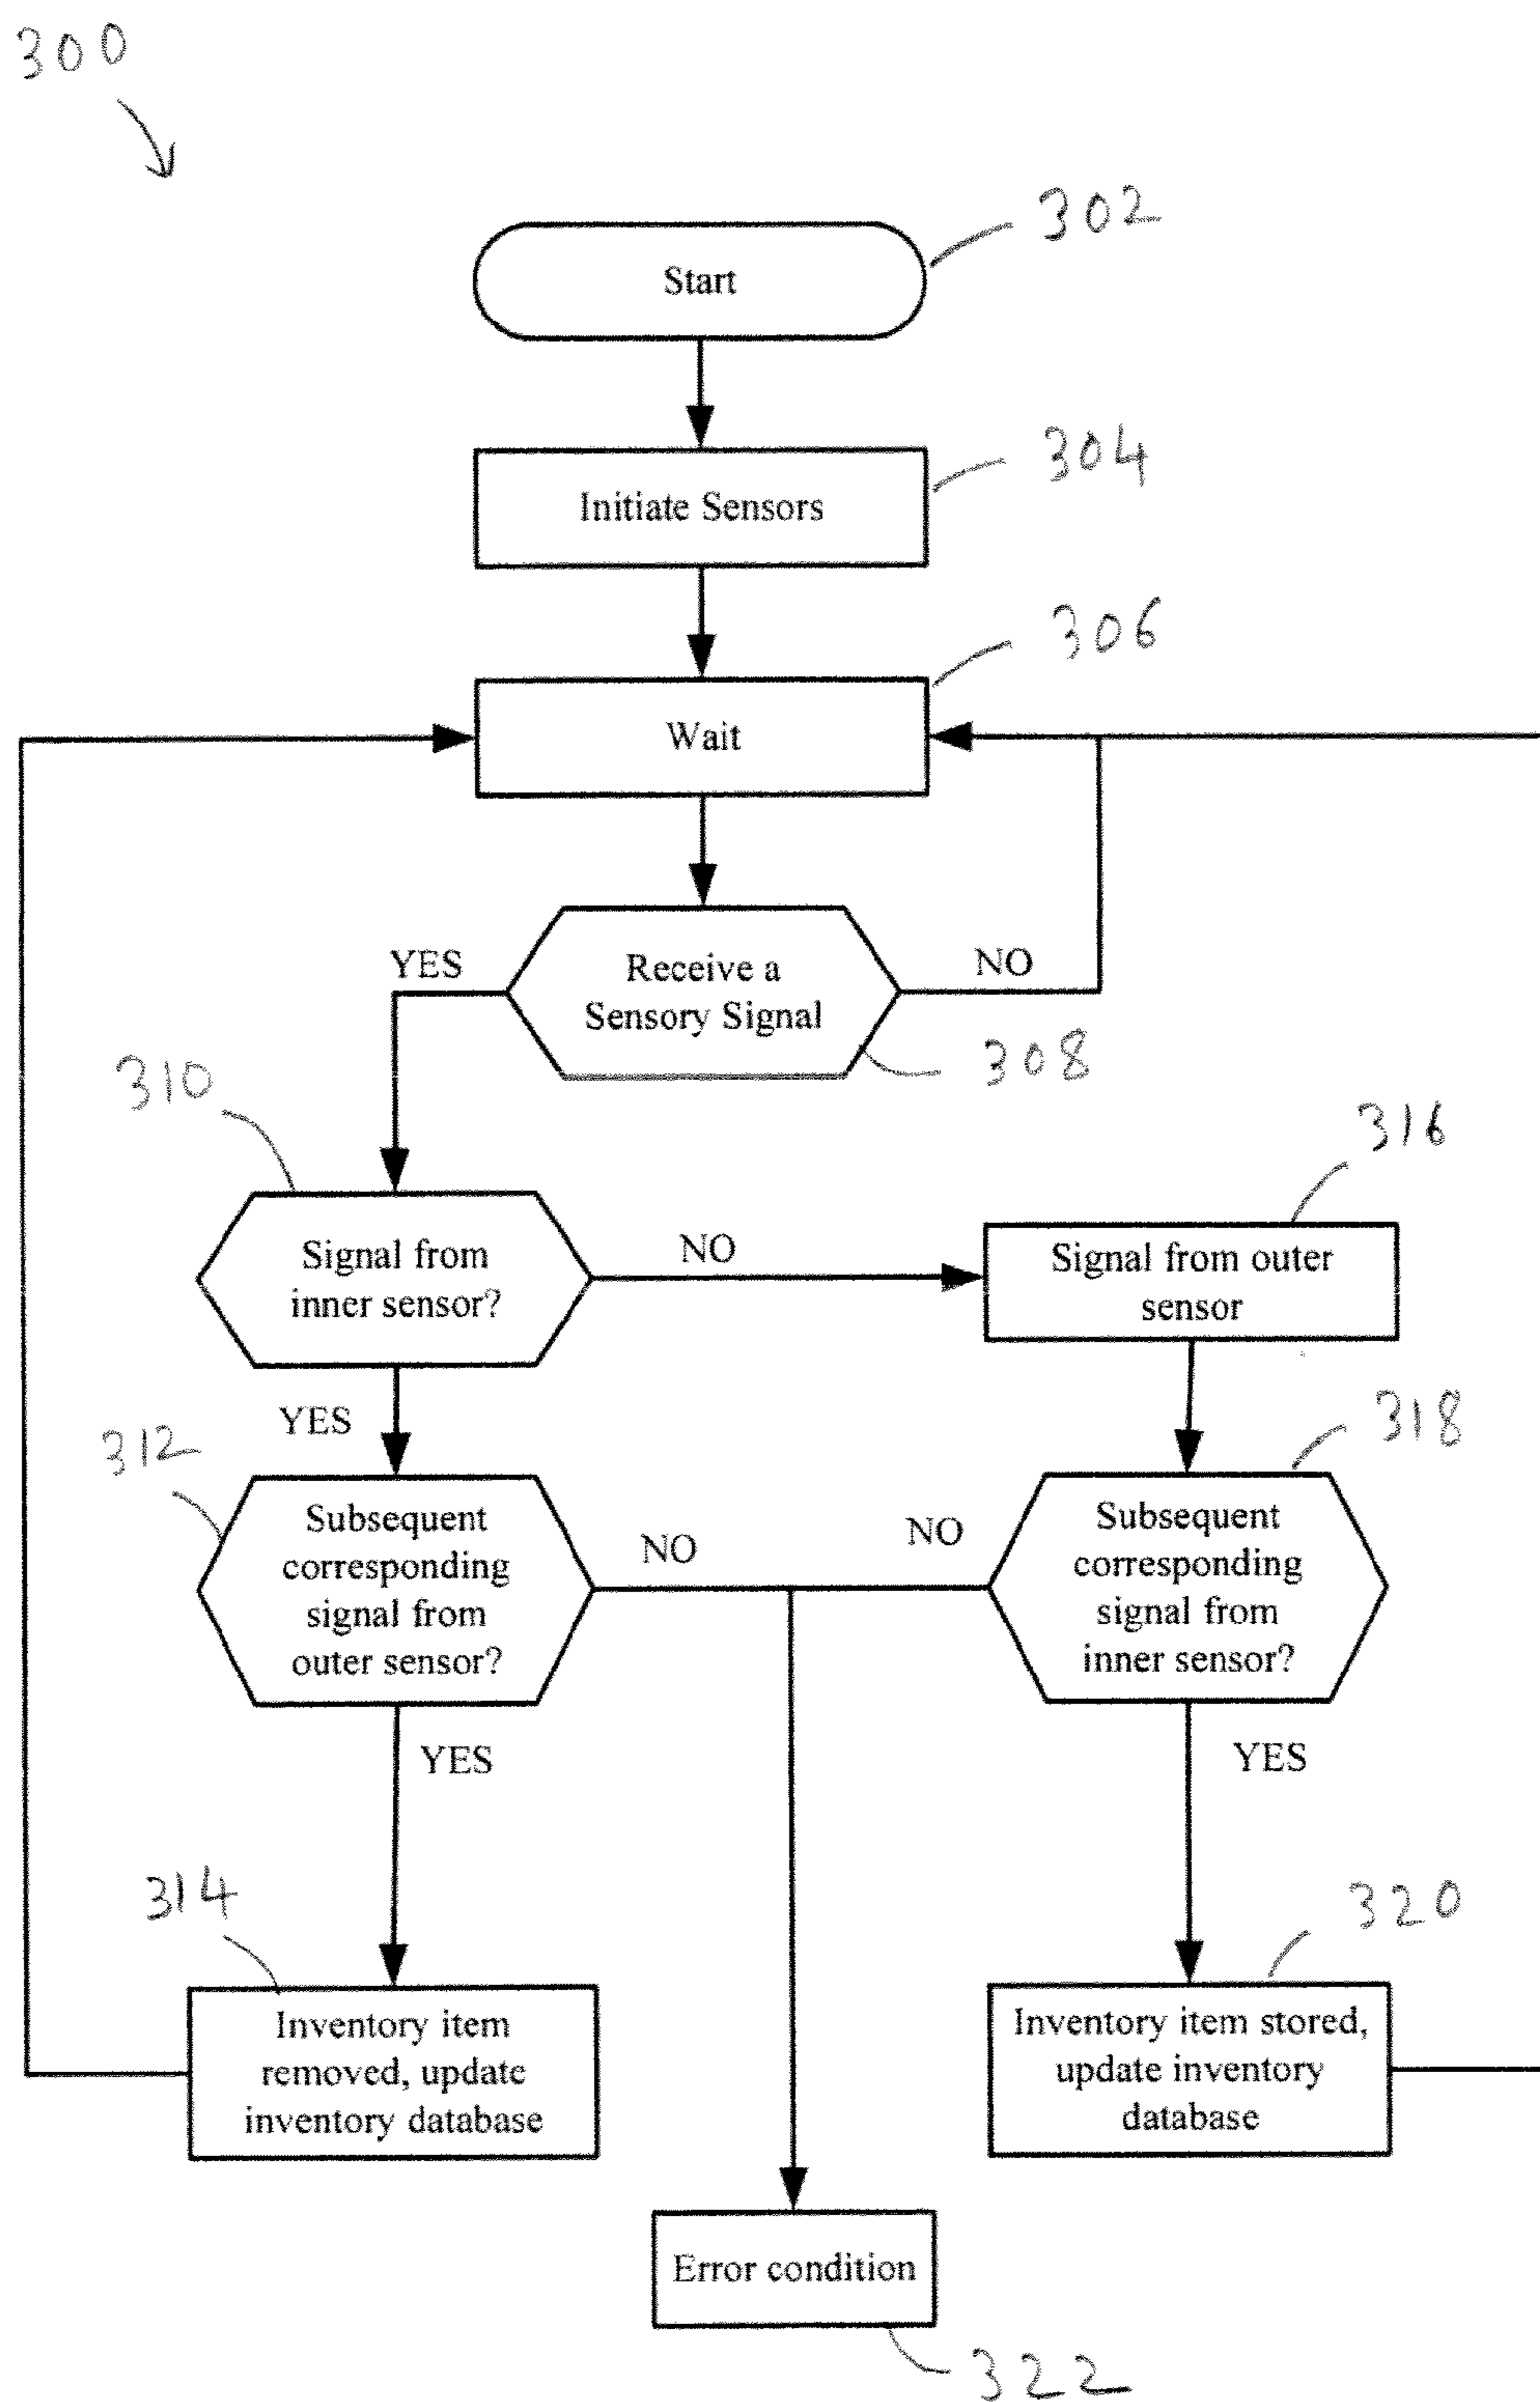 300
302
Start
304
Initiate Sensors
306
Wait
YES
Receive a
Sensory Signal
NO
308
310
316
Signal from
inner sensor?
NO
Signal from outer
sensor
YES
312
318
Subsequent
corresponding
signal from
outer sensor?
NO
NO
Subsequent
corresponding
signal from
inner sensor?
YES
YES
314
320
Inventory item
removed, update
inventory database
Inventory item stored,
update inventory
database
Error condition
322